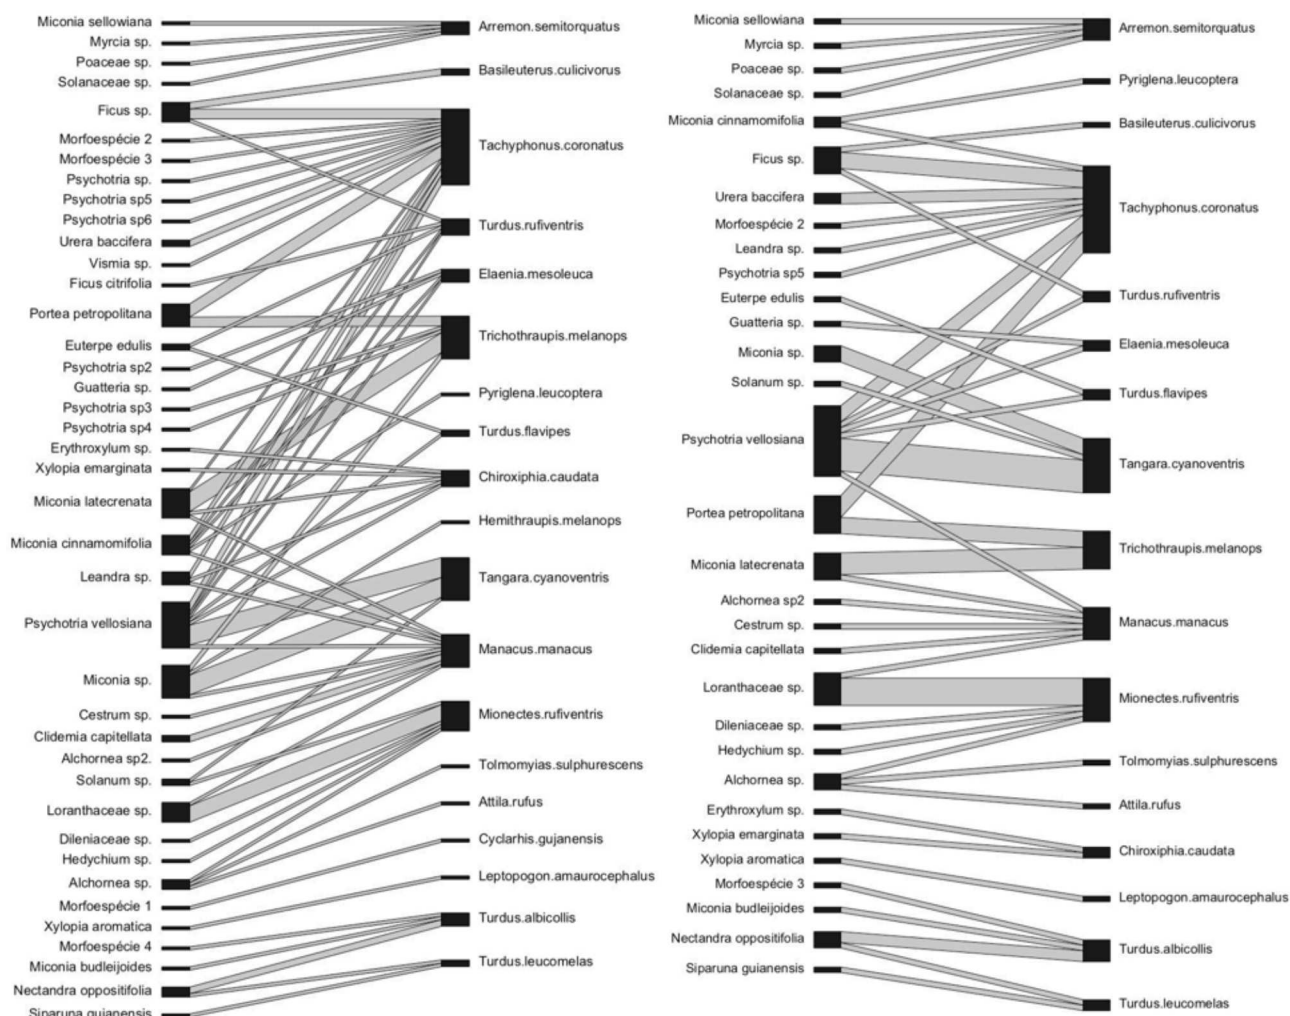 Miconia sellowiana
Myrcia sp.
Poaceae sp.
Solanaceae sp.
Ficus sp.
Morfoespécie 2
Morfoespécie 3
Psychotria sp.
Psychotria sp5
Psychotria sp6
Urera baccifera
Vismia sp.
Ficus citrifolia
Portea petropolitana
Euterpe edulis
Psychotria sp2
Guatteria sp.
Psychotria sp3
Psychotria sp4
Erythroxylum sp.
Xylopia emarginata
Miconia latecrenata
Miconia cinnamomifolia
Leandra sp.
Psychotria vellosiana
Miconia sp.
Cestrum sp.
Clidemia capitellata
Alchornea sp2.
Solanum sp.
Loranthaceae sp.
Dileniaceae sp.
Hedychium sp.
Alchornea sp.
Morfoespécie 1
Xylopia aromatica
Morfoespécie 4
Miconia budleijoides
Nectandra oppositifolia
Siparuna guianensis
Arremon.semitorquatus
Basileuterus.culicivorus
Tachyphonus.coronatus
Turdus.rufiventris
Elaenia.mesoleuca
Trichothraupis.melanops
Pyriglena.leucoptera
Turdus.flavipes
Chiroxiphia.caudata
Hemithraupis.melanops
Tangara.cyanoventris
Manacus.manacus
Mionectes.rufiventris
Tolmomyias.sulphurescens
Attila.rufus
Cyclarhis.gujanensis
Leptopogon.amaurocephalus
Turdus.albicollis
Turdus.leucomelas
Miconia sellowiana
Myrcia sp.
Poaceae sp.
Solanaceae sp.
Miconia cinnamomifolia
Ficus sp.
Urera baccifera
Morfoespécie 2
Leandra sp.
Psychotria sp5
Euterpe edulis
Guatteria sp.
Miconia sp.
Solanum sp.
Psychotria vellosiana
Portea petropolitana
Miconia latecrenata
Alchornea sp2
Cestrum sp.
Clidemia capitellata
Loranthaceae sp.
Dileniaceae sp.
Hedychium sp.
Alchornea sp.
Erythroxylum sp.
Xylopia emarginata
Xylopia aromatica
Morfoespécie 3
Miconia budleijoides
Nectandra oppositifolia
Siparuna guianensis
Arremon.semitorquatus
Pyriglena.leucoptera
Basileuterus.culicivorus
Tachyphonus.coronatus
Turdus.rufiventris
Elaenia.mesoleuca
Turdus.flavipes
Tangara.cyanoventris
Trichothraupis.melanops
Manacus.manacus
Mionectes.rufiventris
Tolmomyias.sulphurescens
Attila.rufus
Chiroxiphia.caudata
Leptopogon.amaurocephalus
Turdus.albicollis
Turdus.leucomelas